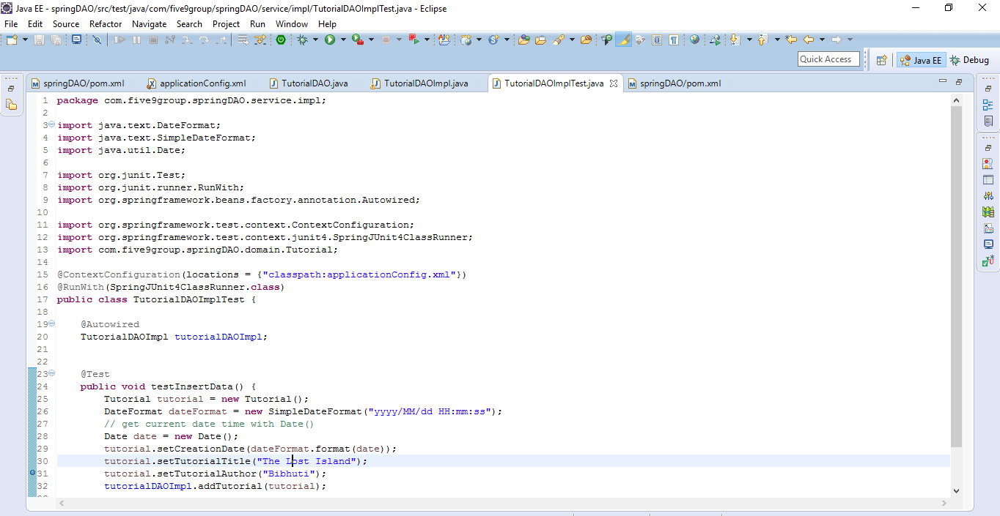 Java EE - springDAO/src/test/java/com/five9group/springDAO/service/impl/TutorialDAOImplTest.java - Eclipse
File Edit Source Refactor Navigate Search Project Run Window Help
Quick Access Java EE Debug
springDAO/pom.xml applicationConfig.xml TutorialDAO.java TutorialDAOImpl.java TutorialDAOImplTest.java springDAO/pom.xml
1 package com.five9group.springDAO.service.impl;
2
3 import java.text.DateFormat;
4 import java.text.SimpleDateFormat;
5 import java.util.Date;
6
7 import org.junit.Test;
8 import org.junit.runner.RunWith;
9 import org.springframework.beans.factory.annotation.Autowired;
10
11 import org.springframework.test.context.ContextConfiguration;
12 import org.springframework.test.context.junit4.SpringJUnit4ClassRunner;
13 import com.five9group.springDAO.domain.Tutorial;
14
15 @ContextConfiguration(locations = {"classpath:applicationConfig.xml"})
16 @RunWith(SpringJUnit4ClassRunner.class)
17 public class TutorialDAOImplTest {
18
19 @Autowired
20 TutorialDAOImpl tutorialDAOImpl;
21
22
23 @Test
24 public void testInsertData() {
25 Tutorial tutorial = new Tutorial();
26 DateFormat dateFormat = new SimpleDateFormat("yyyy/MM/dd HH:mm:ss");
27 // get current date time with Date()
28 Date date = new Date();
29 tutorial.setCreationDate(dateFormat.format(date));
30 tutorial.setTutorialTitle("The Lost Island");
31 tutorial.setTutorialAuthor("Bibhuti");
32 tutorialDAOImpl.addTutorial(tutorial);